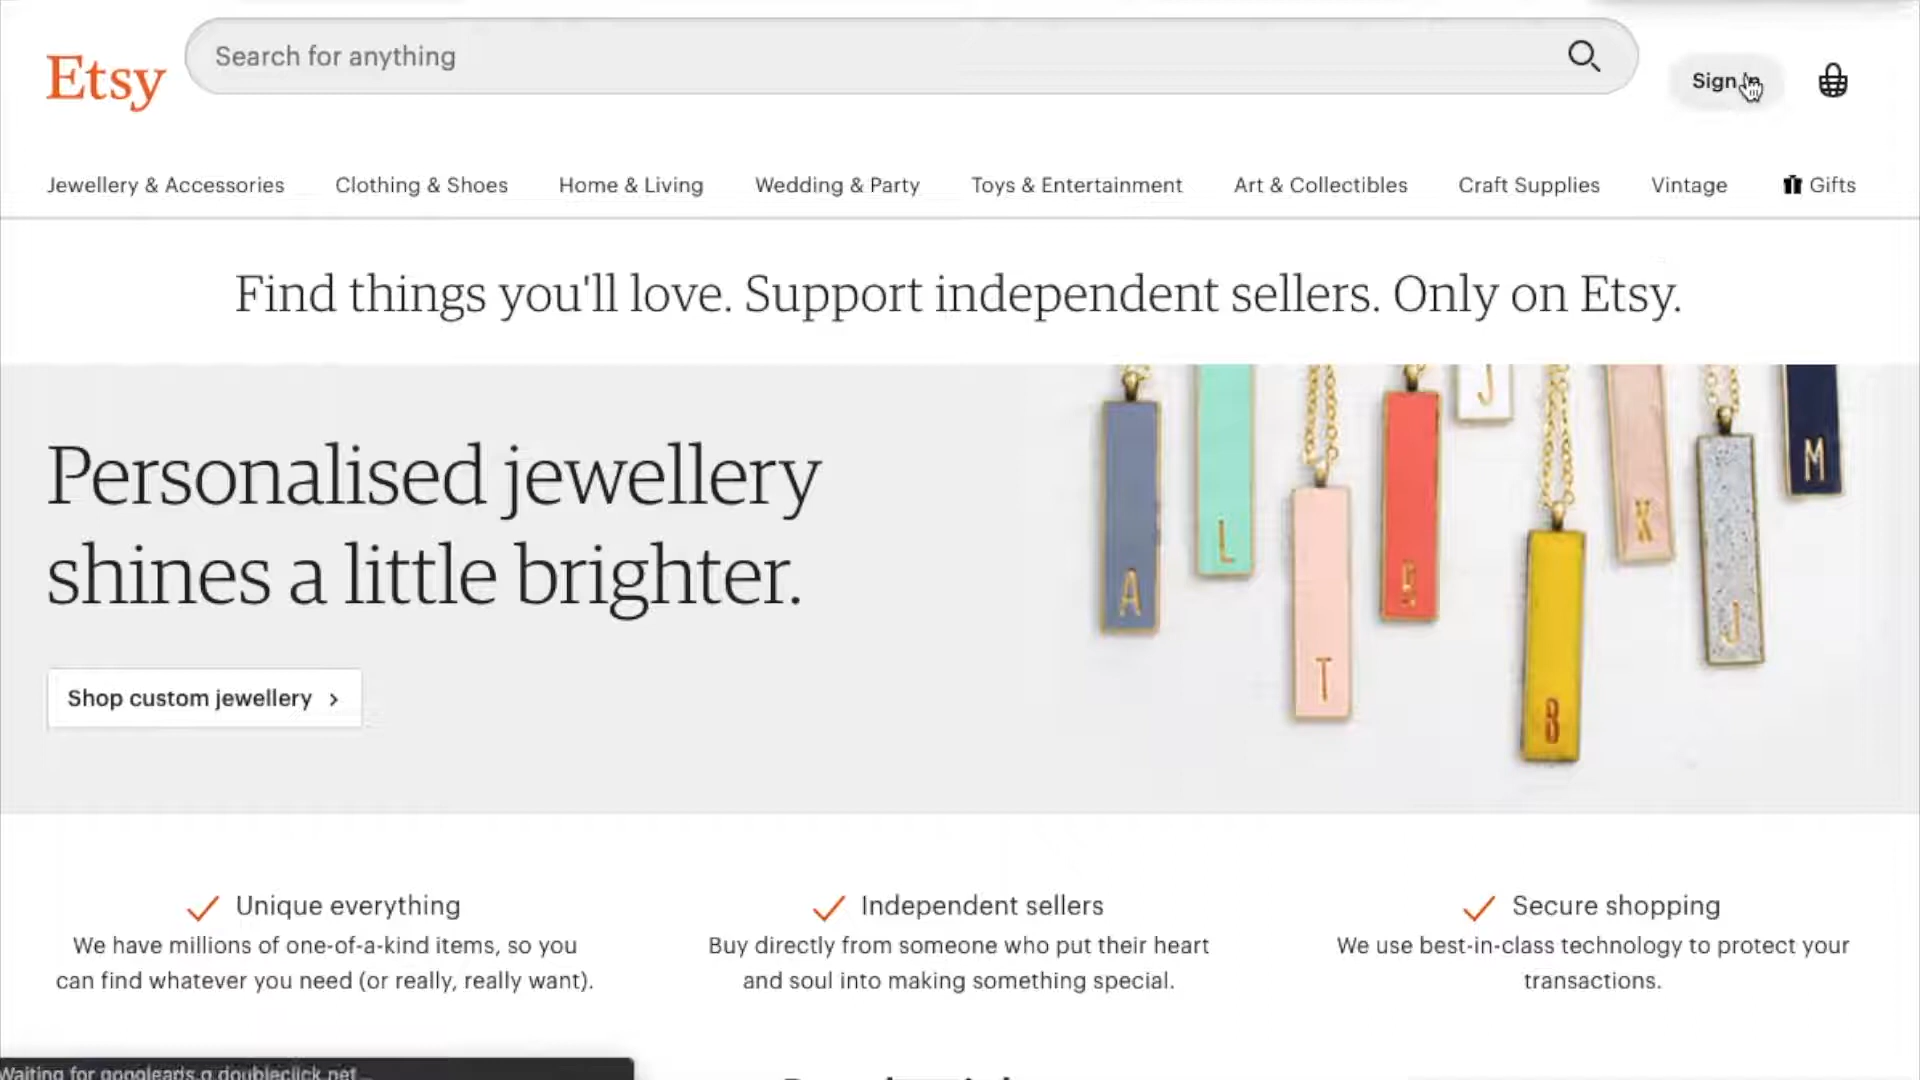 Etsy
Search for anything
Sign in
Jewellery & Accessories
Clothing & Shoes
Home & Living
Wedding & Party
Toys & Entertainment
Art & Collectibles
Craft Supplies
Vintage
Gifts
Find things you'll love. Support independent sellers. Only on Etsy.
Personalised jewellery
shines a little brighter.
Shop custom jewellery
A
L
T
J
B
K
J
M
Unique everything
We have millions of one-of-a-kind items, so you
can find whatever you need (or really, really want).
Independent sellers
Buy directly from someone who put their heart
and soul into making something special.
Secure shopping
We use best-in-class technology to protect your
transactions.
Waiting for googleads.g.doubleclick.net...